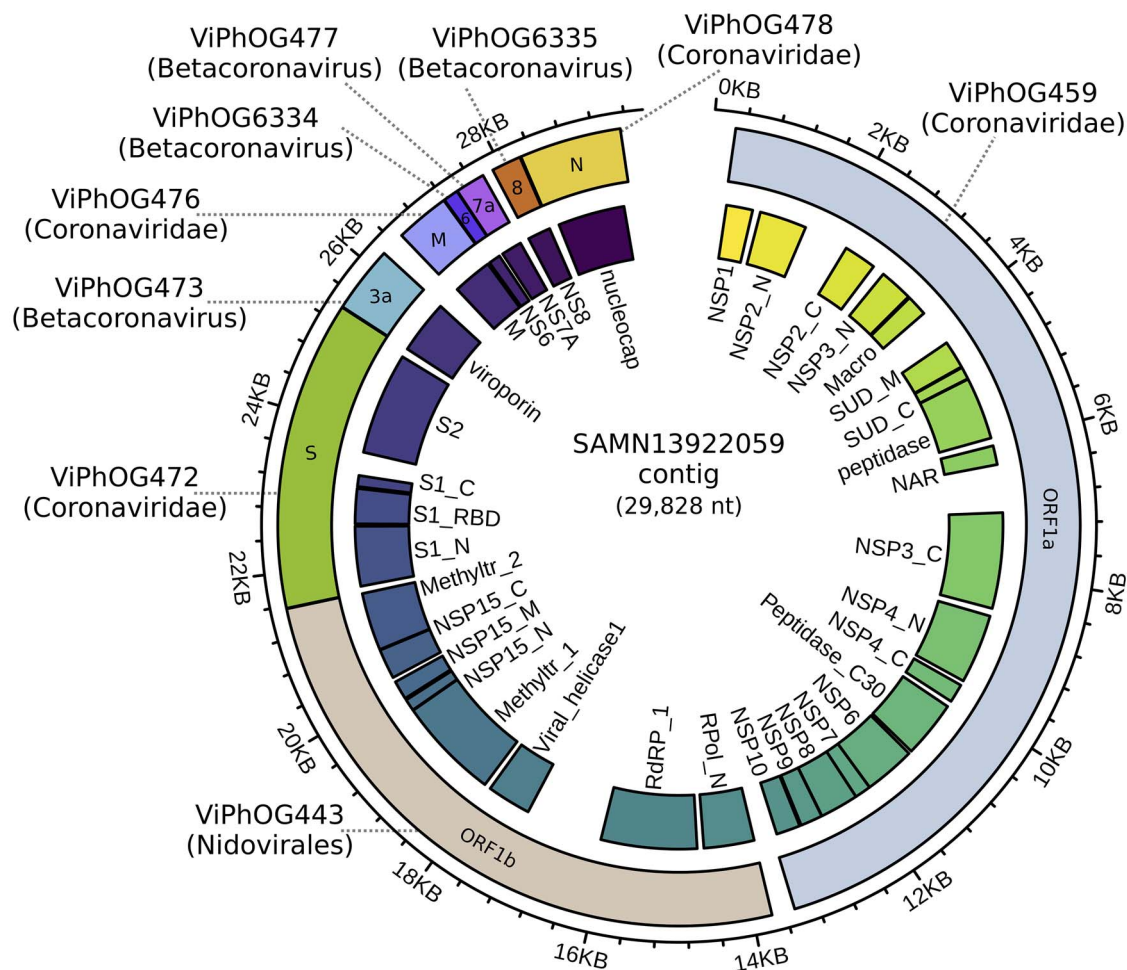 ViPhOG477
(Betacoronavirus)
ViPhOG6335
(Betacoronavirus)
ViPhOG478
(Coronaviridae)
ViPhOG459
(Coronaviridae)
ViPhOG6334
(Betacoronavirus)
ViPhOG476
(Coronaviridae)
ViPhOG473
(Betacoronavirus)
ViPhOG472
(Coronaviridae)
ViPhOG443
(Nidovirales)
0KB
2KB
4KB
6KB
8KB
10KB
12KB
14KB
16KB
18KB
20KB
22KB
24KB
26KB
28KB
ORF1a
ORF1b
S
3a
M
6
7a
8
N
NSP1
NSP2_N
NSP2_C
NSP3_N
Macro
SUD_M
SUD_C
peptidase
NAR
NSP3_C
NSP4_N
NSP4_C
Peptidase_C30
NSP6
NSP7
NSP8
NSP9
NSP10
RPol_N
RdRP_1
Viral_helicase1
Methyltr_1
NSP15_N
NSP15_M
NSP15_C
Methyltr_2
S1_N
S1_RBD
S1_C
S2
viroporin
M
NS6
NS7A
NS8
nucleocap
SAMN13922059
contig
(29,828 nt)